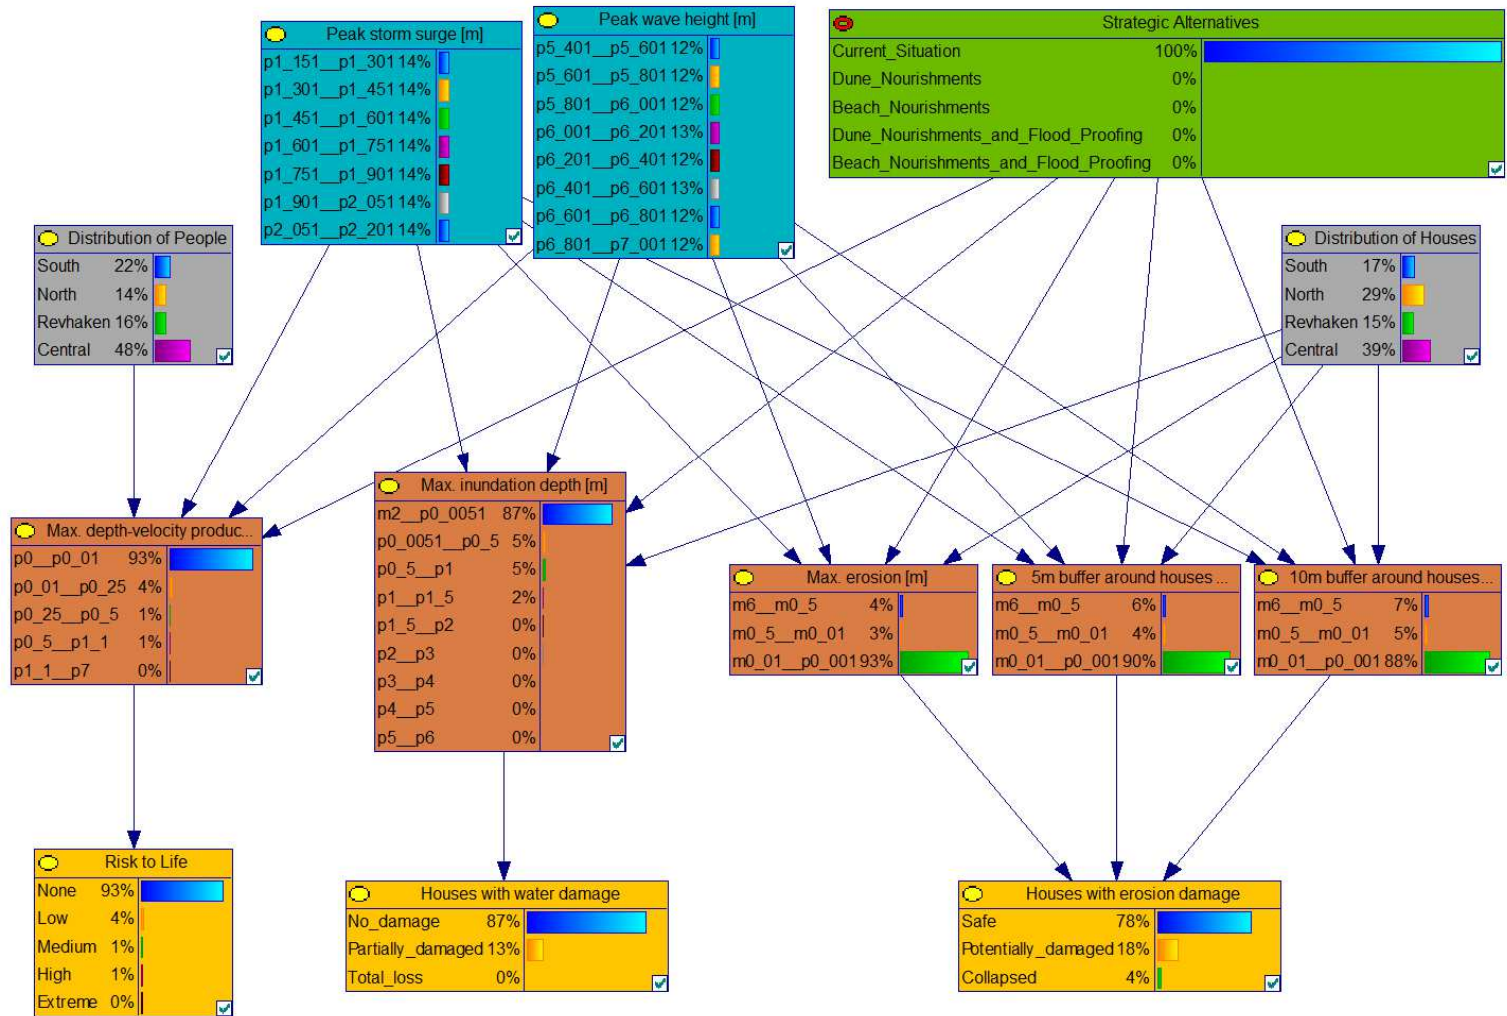 Peak storm surge [m]
p1_151__p1_301 14%
p1_301__p1_451 14%
p1_451__p1_601 14%
p1_601__p1_751 14%
p1_751__p1_901 14%
p1_901__p2_051 14%
p2_051__p2_201 14%
Peak wave height [m]
p5_401__p5_601 12%
p5_601__p5_801 12%
p5_801__p6_001 12%
p6_001__p6_201 13%
p6_201__p6_401 12%
p6_401__p6_601 13%
p6_601__p6_801 12%
p6_801__p7_001 12%
Strategic Alternatives
Current_Situation 100%
Dune_Nourishments 0%
Beach_Nourishments 0%
Dune_Nourishments_and_Flood_Proofing 0%
Beach_Nourishments_and_Flood_Proofing 0%
Distribution of People
South 22%
North 14%
Revhaken 16%
Central 48%
Distribution of Houses
South 17%
North 29%
Revhaken 15%
Central 39%
Max. depth-velocity produc...
p0__p0_01 93%
p0_01__p0_25 4%
p0_25__p0_5 1%
p0_5__p1_1 1%
p1_1__p7 0%
Max. inundation depth [m]
m2__p0_0051 87%
p0_0051__p0_5 5%
p0_5__p1 5%
p1__p1_5 2%
p1_5__p2 0%
p2__p3 0%
p3__p4 0%
p4__p5 0%
p5__p6 0%
Max. erosion [m]
m6__m0_5 4%
m0_5__m0_01 3%
m0_01__p0_001 93%
5m buffer around houses ...
m6__m0_5 6%
m0_5__m0_01 4%
m0_01__p0_001 90%
10m buffer around houses...
m6__m0_5 7%
m0_5__m0_01 5%
m0_01__p0_001 88%
Risk to Life
None 93%
Low 4%
Medium 1%
High 1%
Extreme 0%
Houses with water damage
No_damage 87%
Partially_damaged 13%
Total_loss 0%
Houses with erosion damage
Safe 78%
Potentially_damaged 18%
Collapsed 4%